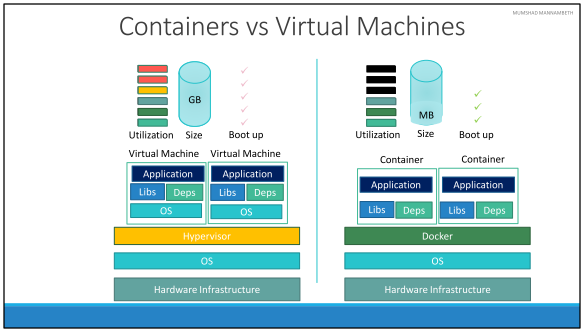 MUMSHAD MANNAMBETH
Containers vs Virtual Machines
GB
Utilization Size Boot up
Virtual Machine Virtual Machine
Application Application
Libs Deps Libs Deps
OS OS
Hypervisor
OS
Hardware Infrastructure
MB
Utilization Size Boot up
Container Container
Application Application
Libs Deps Libs Deps
Docker
OS
Hardware Infrastructure